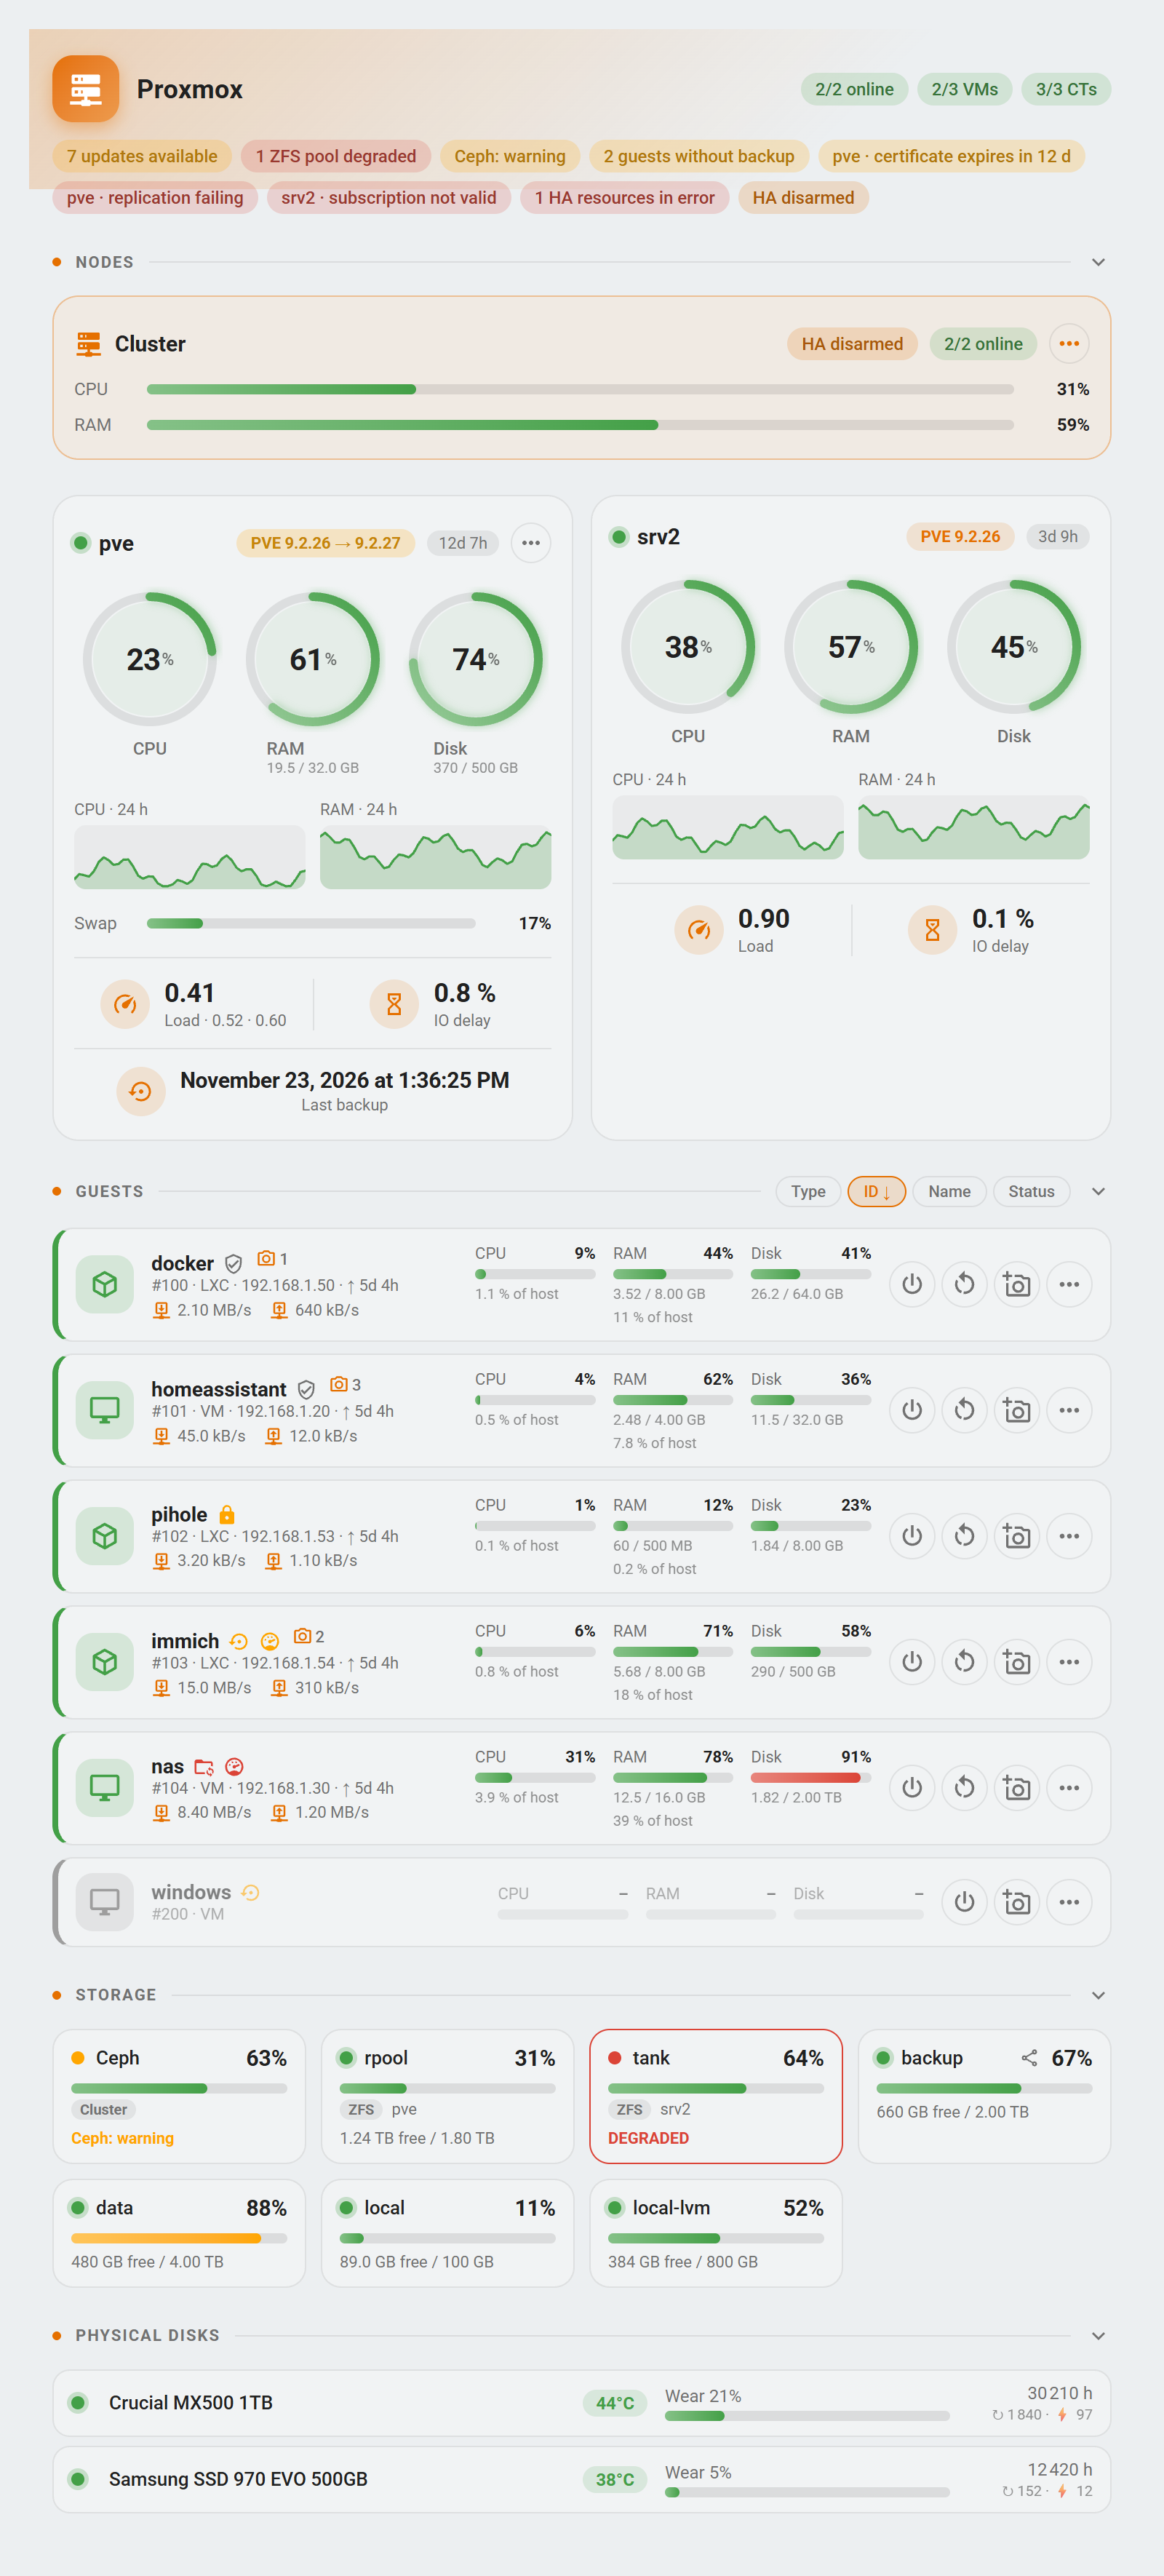 Proxmox
2/2 online
2/3 VMs
3/3 CTs
7 updates available
1 ZFS pool degraded
Ceph: warning
2 guests without backup
pve · certificate expires in 12 d
pve · replication failing
srv2 · subscription not valid
1 HA resources in error
HA disarmed
NODES
Cluster
HA disarmed
2/2 online
CPU
31%
RAM
59%
pve
PVE 9.2.26 → 9.2.27
12d 7h
23%
61%
74%
CPU
RAM
19.5 / 32.0 GB
Disk
370 / 500 GB
CPU · 24 h
RAM · 24 h
Swap
17%
0.41
Load · 0.52 · 0.60
0.8 %
IO delay
November 23, 2026 at 1:36:25 PM
Last backup
srv2
PVE 9.2.26
3d 9h
38%
57%
45%
CPU
RAM
Disk
CPU · 24 h
RAM · 24 h
0.90
Load
0.1 %
IO delay
GUESTS
Type
ID ↓
Name
Status
docker 1
#100 · LXC · 192.168.1.50 · ↑ 5d 4h
2.10 MB/s 640 kB/s
CPU 9%
1.1 % of host
RAM 44%
3.52 / 8.00 GB
11 % of host
Disk 41%
26.2 / 64.0 GB
homeassistant 3
#101 · VM · 192.168.1.20 · ↑ 5d 4h
45.0 kB/s 12.0 kB/s
CPU 4%
0.5 % of host
RAM 62%
2.48 / 4.00 GB
7.8 % of host
Disk 36%
11.5 / 32.0 GB
pihole
#102 · LXC · 192.168.1.53 · ↑ 5d 4h
3.20 kB/s 1.10 kB/s
CPU 1%
0.1 % of host
RAM 12%
60 / 500 MB
0.2 % of host
Disk 23%
1.84 / 8.00 GB
immich 2
#103 · LXC · 192.168.1.54 · ↑ 5d 4h
15.0 MB/s 310 kB/s
CPU 6%
0.8 % of host
RAM 71%
5.68 / 8.00 GB
18 % of host
Disk 58%
290 / 500 GB
nas
#104 · VM · 192.168.1.30 · ↑ 5d 4h
8.40 MB/s 1.20 MB/s
CPU 31%
3.9 % of host
RAM 78%
12.5 / 16.0 GB
39 % of host
Disk 91%
1.82 / 2.00 TB
windows
#200 · VM
CPU –
RAM –
Disk –
STORAGE
Ceph 63%
Cluster
Ceph: warning
rpool 31%
ZFS pve
1.24 TB free / 1.80 TB
tank 64%
ZFS srv2
DEGRADED
backup 67%
660 GB free / 2.00 TB
data 88%
480 GB free / 4.00 TB
local 11%
89.0 GB free / 100 GB
local-lvm 52%
384 GB free / 800 GB
PHYSICAL DISKS
Crucial MX500 1TB
44°C
Wear 21%
30 210 h
↻ 1 840 · ⚡ 97
Samsung SSD 970 EVO 500GB
38°C
Wear 5%
12 420 h
↻ 152 · ⚡ 12